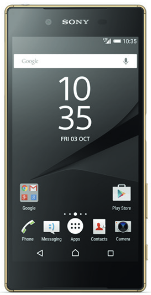 SONY
10:35
Google
10
35
FRI 03 OCT
Google
Play Store
Phone
Messaging
Apps
Contacts
Camera